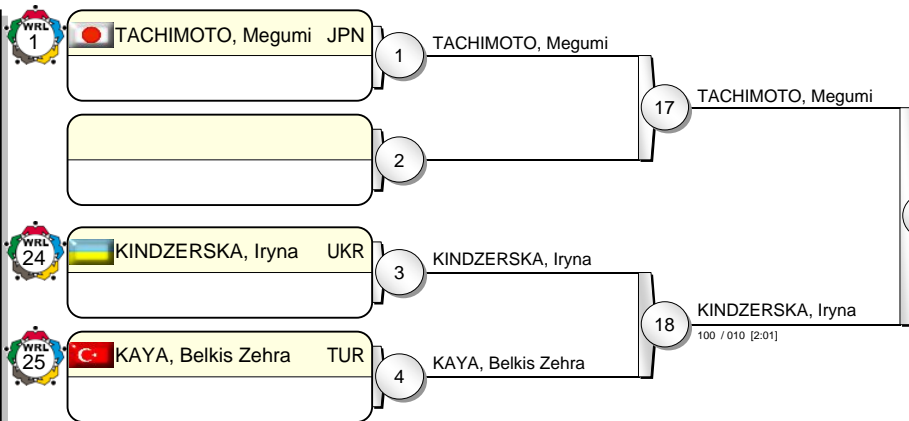 WRL
1
TACHIMOTO, Megumi JPN
1
TACHIMOTO, Megumi
17
TACHIMOTO, Megumi
2
WRL
24
KINDZERSKA, Iryna UKR
3
KINDZERSKA, Iryna
18
KINDZERSKA, Iryna
100 / 010 [2:01]
WRL
25
KAYA, Belkis Zehra TUR
4
KAYA, Belkis Zehra